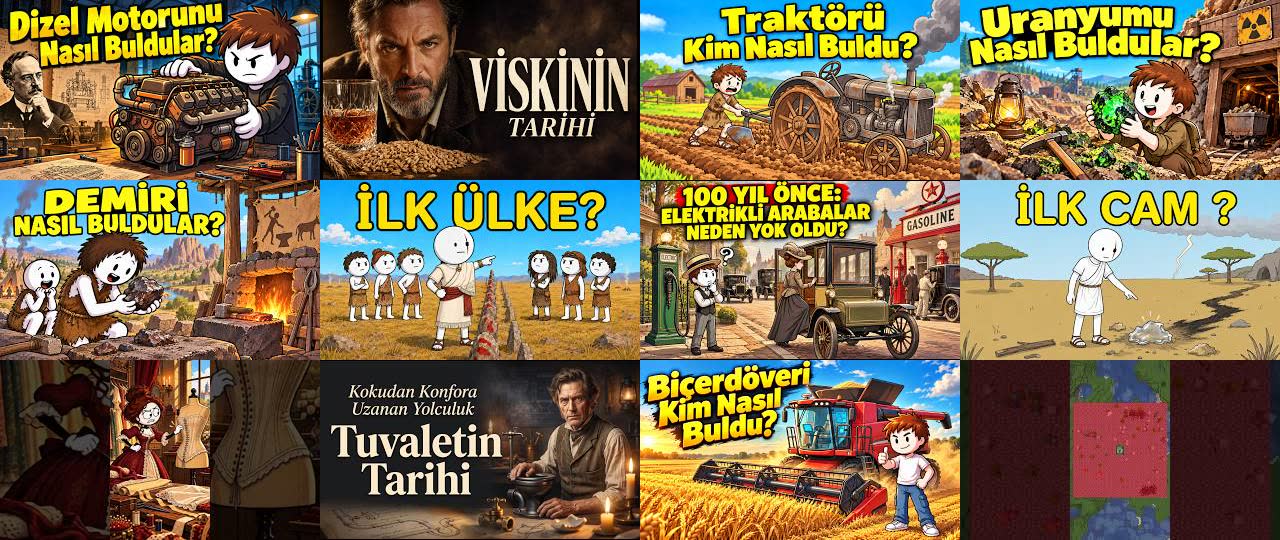 Dizel Motorunu
Nasıl Buldular?
VİSKİNİN
TARİHİ
Traktörü
Kim Nasıl Buldu?
Uranyumu
Nasıl Buldular?
DEMİRİ
NASIL BULDULAR?
İLK ÜLKE?
100 YIL ÖNCE:
ELEKTRİKLİ ARABALAR
NEDEN YOK OLDU?
ELECTRIC
?
GASOLINE
İLK CAM ?
Kokudan Konfora
Uzanan Yolculuk
Tuvaletin
Tarihi
Biçerdöveri
Kim Nasıl
Buldu?